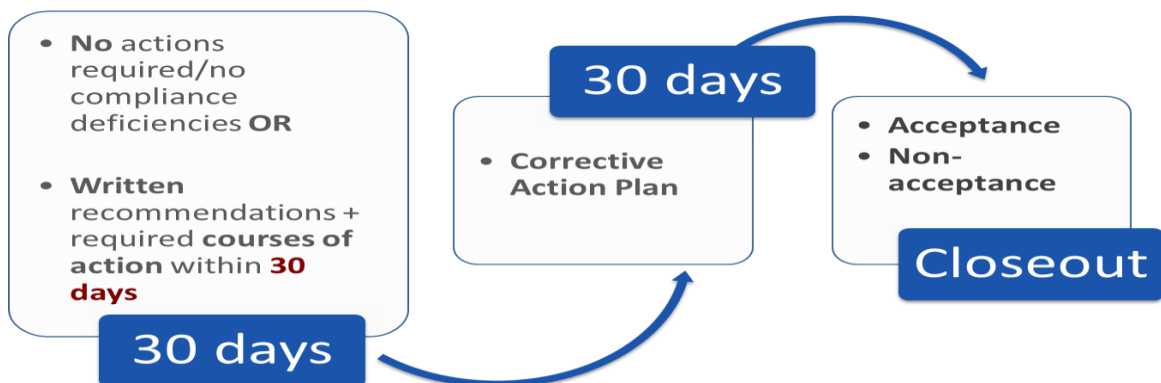 • No actions
required/no
compliance
deficiencies OR
• Written
recommendations +
required courses of
action within 30
days
30 days
• Corrective
Action Plan
30 days
• Acceptance
• Non-
acceptance
Closeout